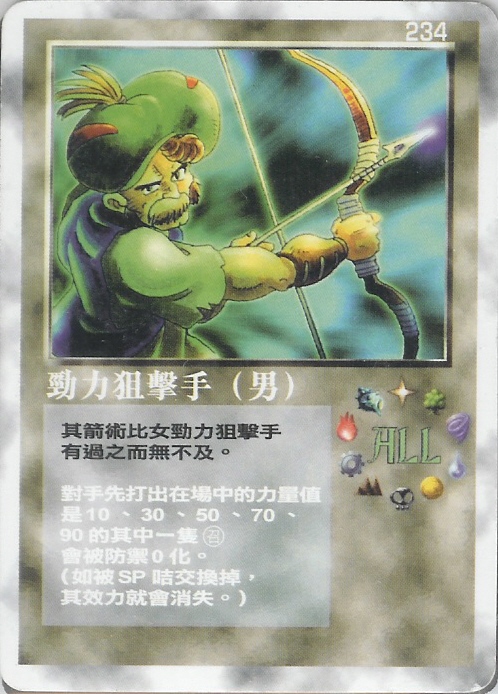 234
勁力狙擊手（男）
ALL
其箭術比女勁力狙擊手
有過之而無不及。
對手先打出在場中的力量值
是10、30、50、70、
90的其中一隻㊁
會被防禦0化。
(如被SP咭交換掉，
其效力就會消失。)